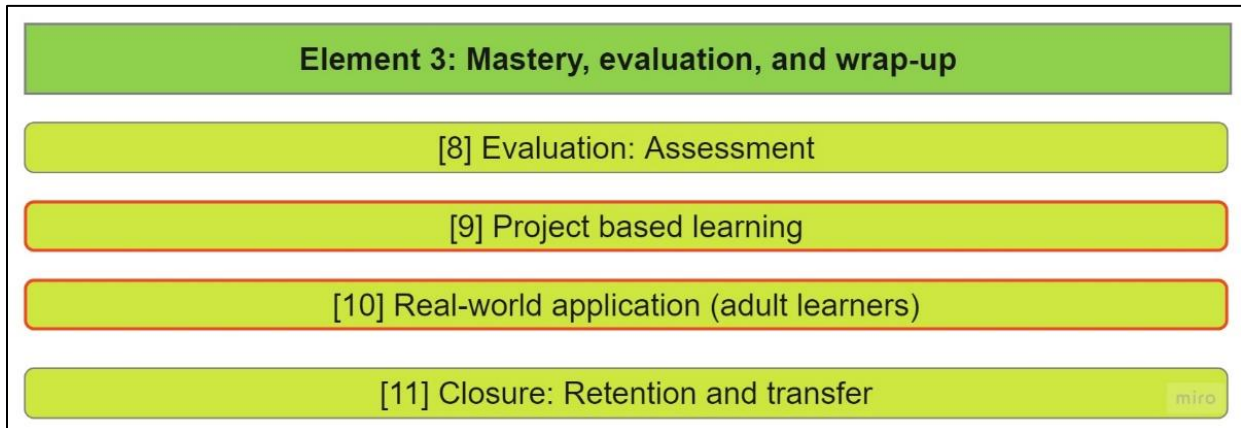 Element 3: Mastery, evaluation, and wrap-up
[8] Evaluation: Assessment
[9] Project based learning
[10] Real-world application (adult learners)
[11] Closure: Retention and transfer
miro